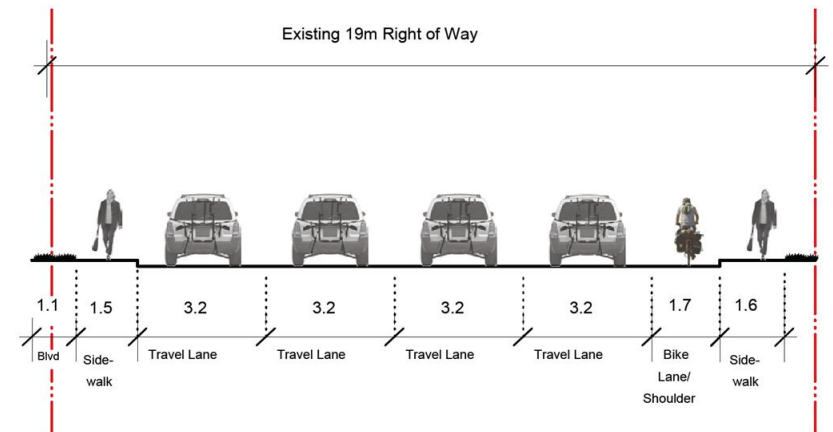 Existing 19m Right of Way
1.1
1.5
3.2
3.2
3.2
3.2
1.7
1.6
Blvd
Side-
walk
Travel Lane
Travel Lane
Travel Lane
Travel Lane
Bike
Lane/
Shoulder
Side-
walk